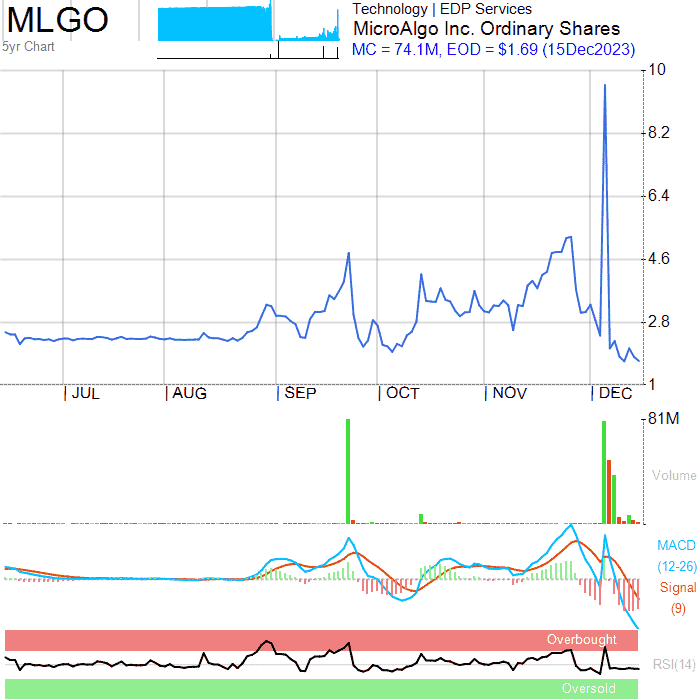 MLGO
5yr Chart
Technology | EDP Services
MicroAlgo Inc. Ordinary Shares
MC = 74.1M, EOD = $1.69 (15Dec2023)
10
8.2
6.4
4.6
2.8
1
| JUL | AUG | SEP | OCT | NOV | DEC
81M
Volume
MACD
(12-26)
Signal
(9)
Overbought
RSI(14)
Oversold